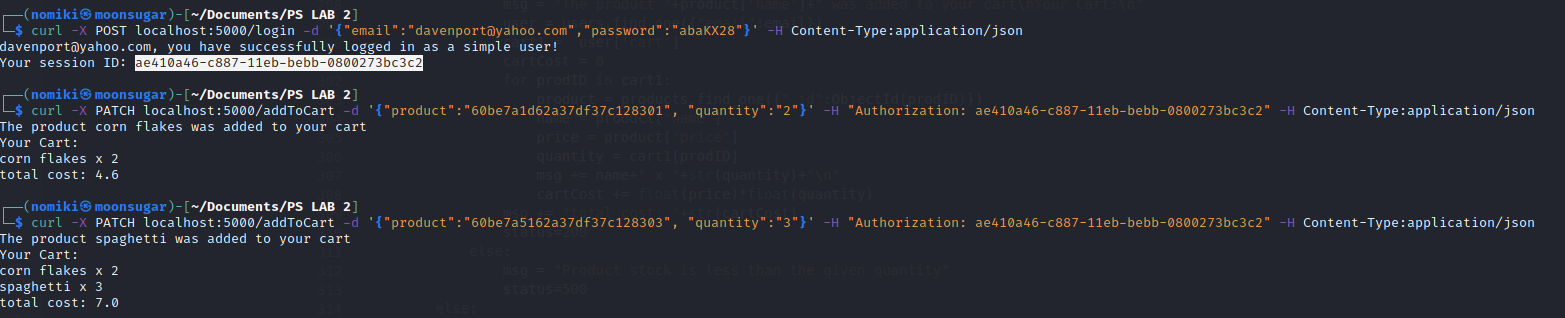 ┌──(nomiki㉿moonsugar)-[~/Documents/PS LAB 2]
└─$ curl -X POST localhost:5000/login -d '{"email":"davenport@yahoo.com","password":"abaKX28"}' -H Content-Type:application/json
davenport@yahoo.com, you have successfully logged in as a simple user!
Your session ID: ae410a46-c887-11eb-bebb-0800273bc3c2
┌──(nomiki㉿moonsugar)-[~/Documents/PS LAB 2]
└─$ curl -X PATCH localhost:5000/addToCart -d '{"product":"60be7a1d62a37df37c128301", "quantity":"2"}' -H "Authorization: ae410a46-c887-11eb-bebb-0800273bc3c2" -H Content-Type:application/json
The product corn flakes was added to your cart
Your Cart:
corn flakes x 2
total cost: 4.6
┌──(nomiki㉿moonsugar)-[~/Documents/PS LAB 2]
└─$ curl -X PATCH localhost:5000/addToCart -d '{"product":"60be7a5162a37df37c128303", "quantity":"3"}' -H "Authorization: ae410a46-c887-11eb-bebb-0800273bc3c2" -H Content-Type:application/json
The product spaghetti was added to your cart
Your Cart:
corn flakes x 2
spaghetti x 3
total cost: 7.0